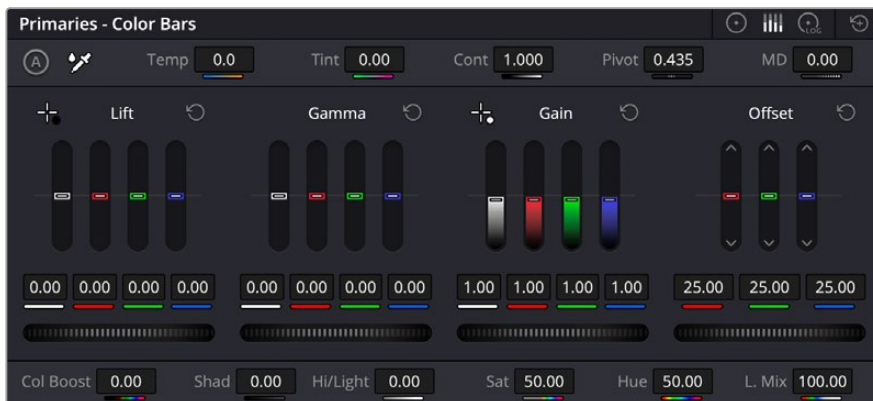 Primaries - Color Bars
LOG
A Temp 0.0 Tint 0.00 Cont 1.000 Pivot 0.435 MD 0.00
Lift Gamma Gain Offset
0.00 0.00 0.00 0.00 0.00 0.00 0.00 0.00 1.00 1.00 1.00 1.00 25.00 25.00 25.00
Col Boost 0.00 Shad 0.00 Hi/Light 0.00 Sat 50.00 Hue 50.00 L. Mix 100.00